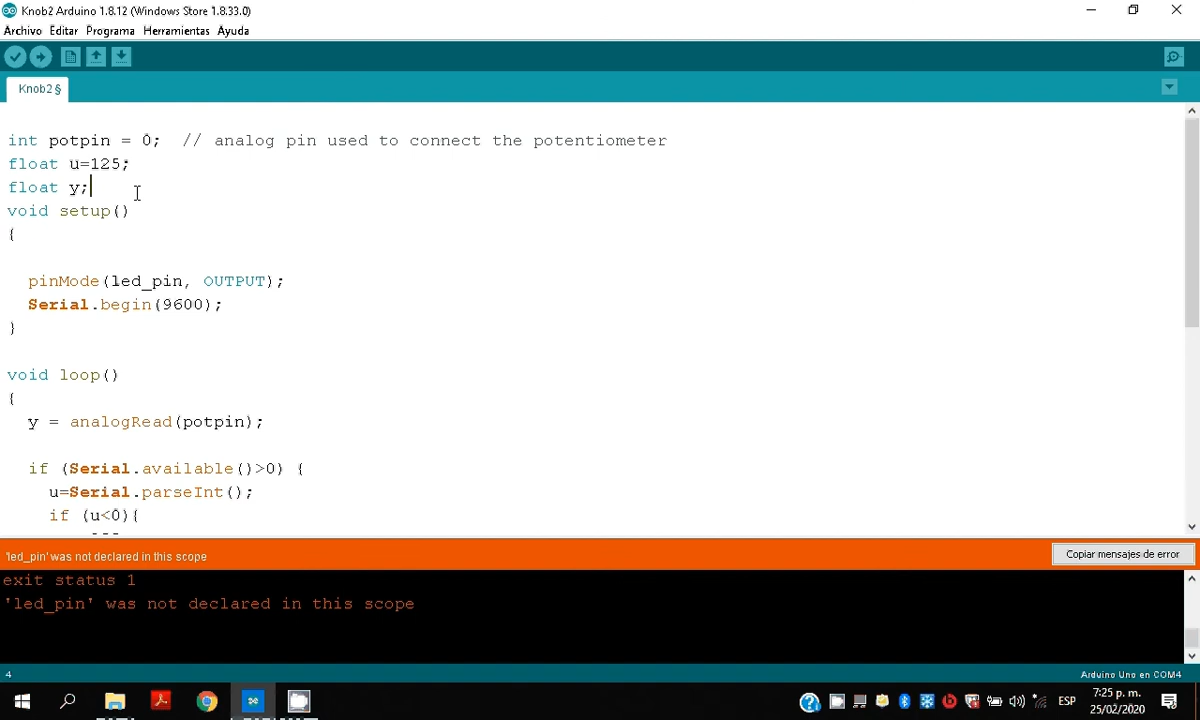 Knob2 Arduino 1.8.12 (Windows Store 1.8.33.0)
Archivo Editar Programa Herramientas Ayuda
Knob2 §
int potpin = 0;  // analog pin used to connect the potentiometer
float u=125;
float y;
void setup()
{
pinMode(led_pin, OUTPUT);
Serial.begin(9600);
}
void loop()
{
y = analogRead(potpin);
if (Serial.available()>0) {
u=Serial.parseInt();
if (u<0){
'led_pin' was not declared in this scope
Copiar mensajes de error
exit status 1
'led_pin' was not declared in this scope
4
Arduino Uno en COM4
ESP
7:25 p. m.
25/02/2020